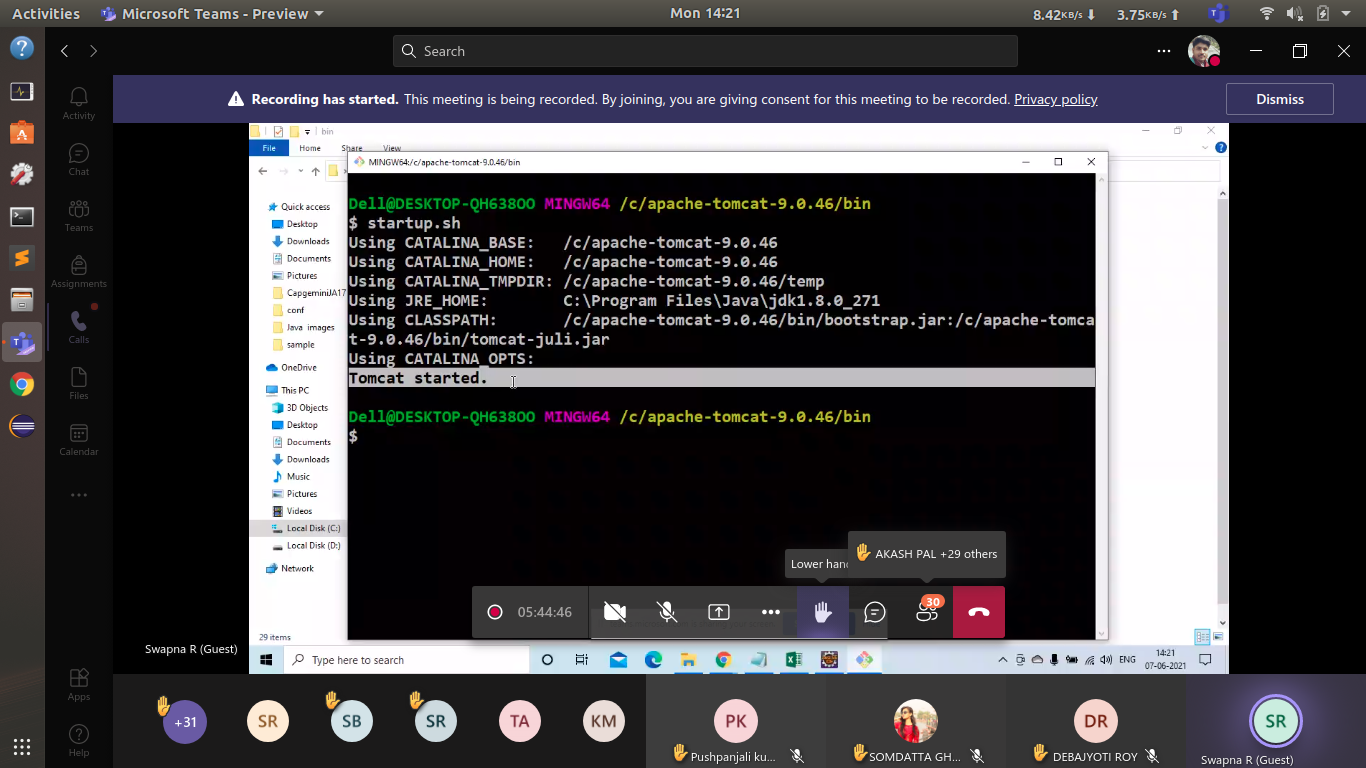 Activities Microsoft Teams - Preview Mon 14:21 8.42KB/s 3.75KB/s
Search
Recording has started. This meeting is being recorded. By joining, you are giving consent for this meeting to be recorded. Privacy policy Dismiss
Activity
Chat
Teams
Assignments
Calls
Files
Calendar
Apps
Help
bin
File Home Share View
MINGW64:/c/apache-tomcat-9.0.46/bin
Quick access
Desktop
Downloads
Documents
Pictures
CapgeminiJA17
conf
Java images
sample
OneDrive
This PC
3D Objects
Desktop
Documents
Downloads
Music
Pictures
Videos
Local Disk (C:)
Local Disk (D:)
Network
29 items
Dell@DESKTOP-QH638OO MINGW64 /c/apache-tomcat-9.0.46/bin
$ startup.sh
Using CATALINA_BASE: /c/apache-tomcat-9.0.46
Using CATALINA_HOME: /c/apache-tomcat-9.0.46
Using CATALINA_TMPDIR: /c/apache-tomcat-9.0.46/temp
Using JRE_HOME: C:\Program Files\Java\jdk1.8.0_271
Using CLASSPATH: /c/apache-tomcat-9.0.46/bin/bootstrap.jar:/c/apache-tomca
t-9.0.46/bin/tomcat-juli.jar
Using CATALINA_OPTS:
Tomcat started.
Dell@DESKTOP-QH638OO MINGW64 /c/apache-tomcat-9.0.46/bin
$
Lower hand
AKASH PAL +29 others
05:44:46
30
Swapna R (Guest)
Type here to search
ENG
14:21
07-06-2021
+31 SR SB SR TA KM PK DR SR
Pushpanjali ku... SOMDATTA GH... DEBAJYOTI ROY Swapna R (Guest)